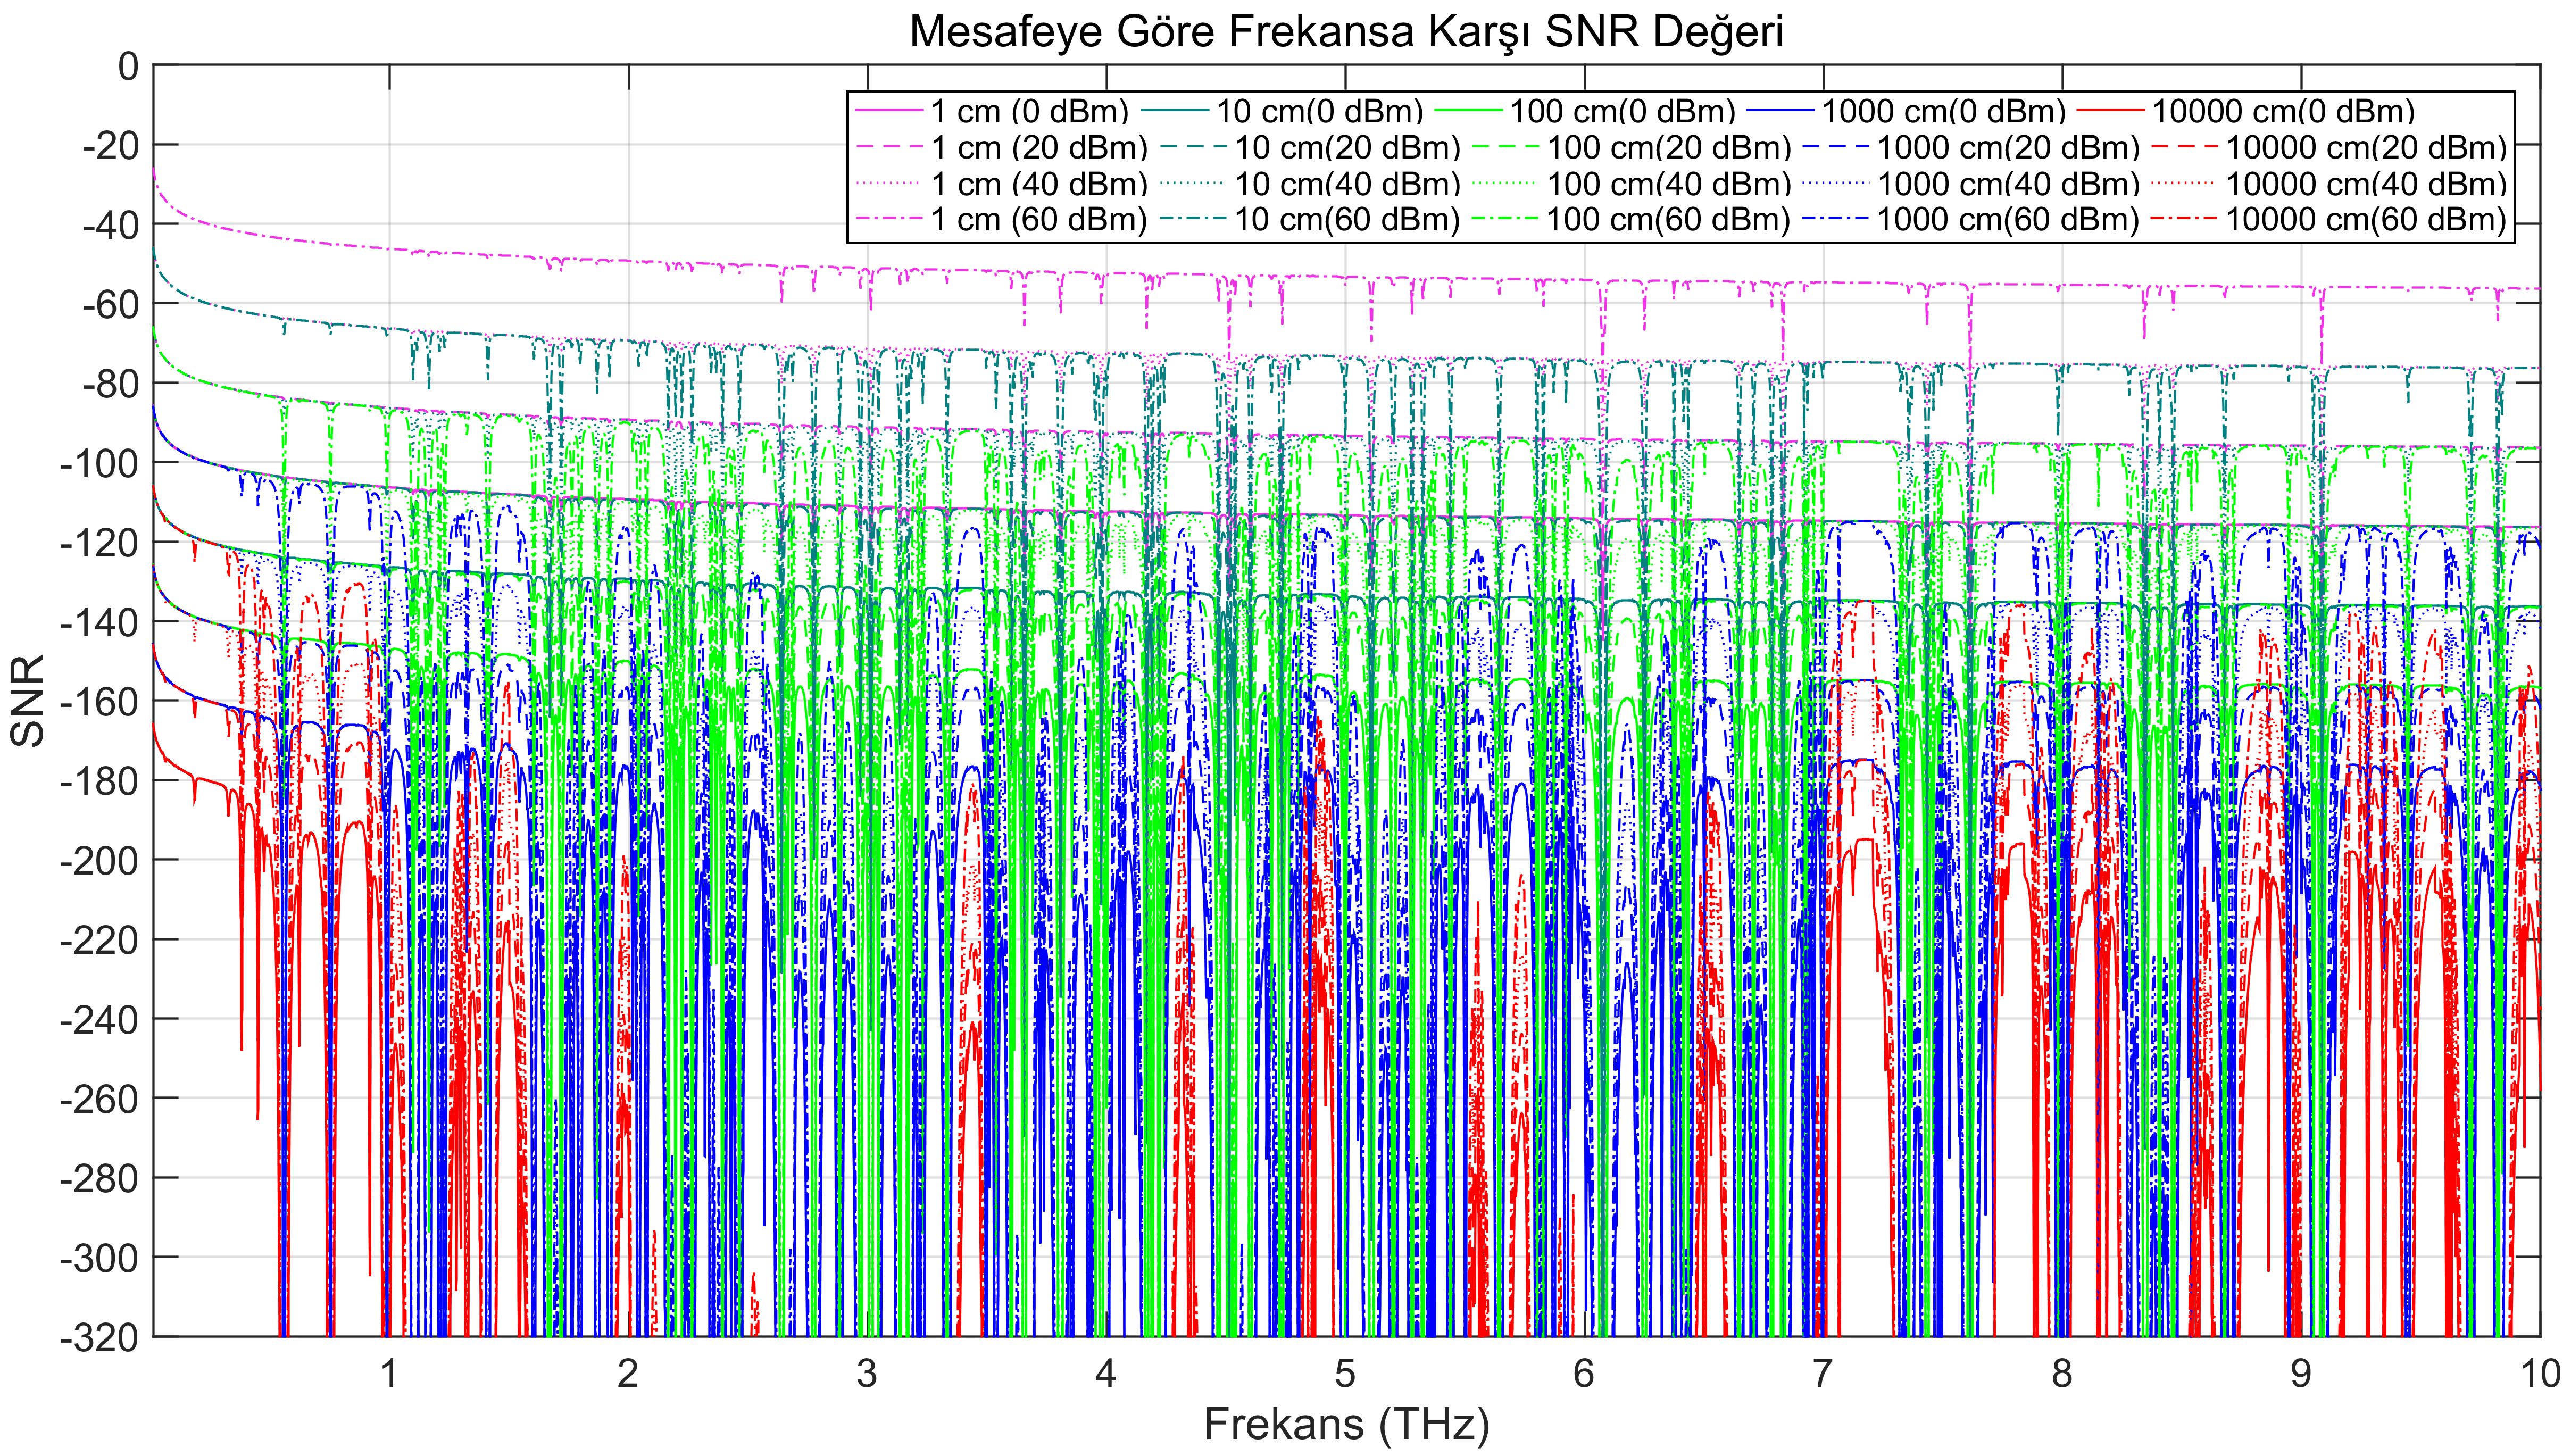 Mesafeye Göre Frekansa Karşı SNR Değeri
0
-20
-40
-60
-80
-100
-120
-140
-160
-180
-200
-220
-240
-260
-280
-300
-320
SNR
1 cm (0 dBm) 10 cm(0 dBm) 100 cm(0 dBm) 1000 cm(0 dBm) 10000 cm(0 dBm)
1 cm (20 dBm) 10 cm(20 dBm) 100 cm(20 dBm) 1000 cm(20 dBm) 10000 cm(20 dBm)
1 cm (40 dBm) 10 cm(40 dBm) 100 cm(40 dBm) 1000 cm(40 dBm) 10000 cm(40 dBm)
1 cm (60 dBm) 10 cm(60 dBm) 100 cm(60 dBm) 1000 cm(60 dBm) 10000 cm(60 dBm)
1 2 3 4 5 6 7 8 9 10
Frekans (THz)